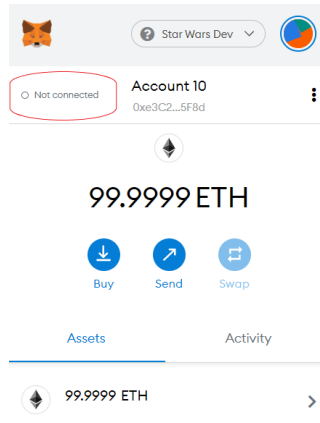 Star Wars Dev
Not connected
Account 10
0xe3C2...5F8d
99.9999 ETH
Buy
Send
Swap
Assets
Activity
99.9999 ETH